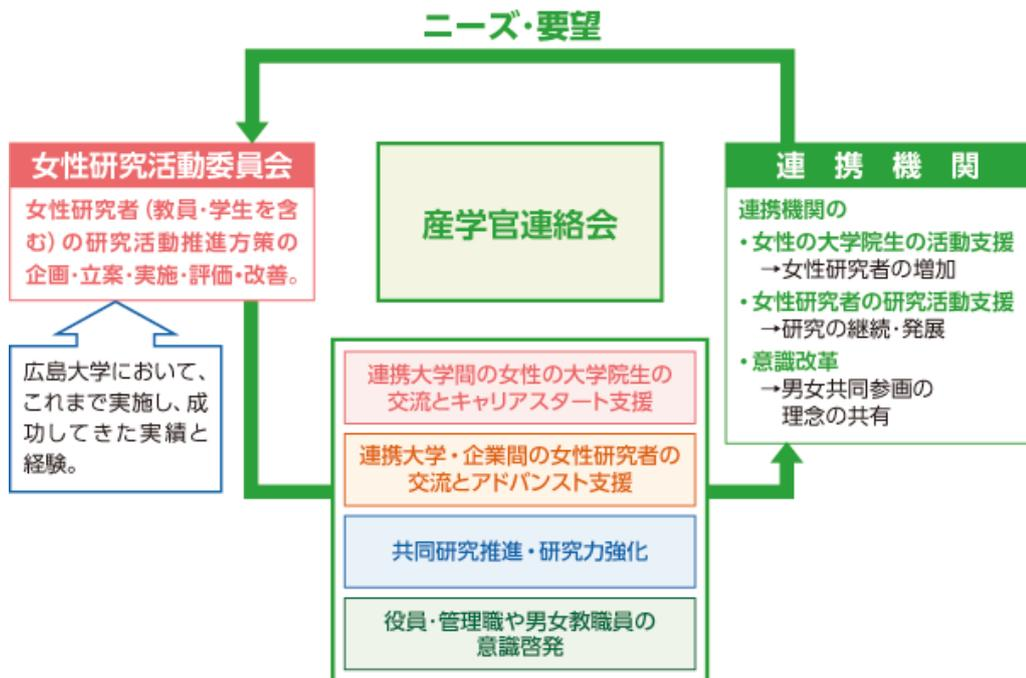 ニーズ・要望
女性研究活動委員会
女性研究者(教員・学生を含
む)の研究活動推進方策の
企画・立案・実施・評価・改善。
広島大学において、
これまで実施し、成
功してきた実績と
経験。
産学官連絡会
連携大学間の女性の大学院生の
交流とキャリアスタート支援
連携大学・企業間の女性研究者の
交流とアドバンスト支援
共同研究推進・研究力強化
役員・管理職や男女教職員の
意識啓発
連携機関
連携機関の
・女性の大学院生の活動支援
→女性研究者の増加
・女性研究者の研究活動支援
→研究の継続・発展
・意識改革
→男女共同参画の
理念の共有